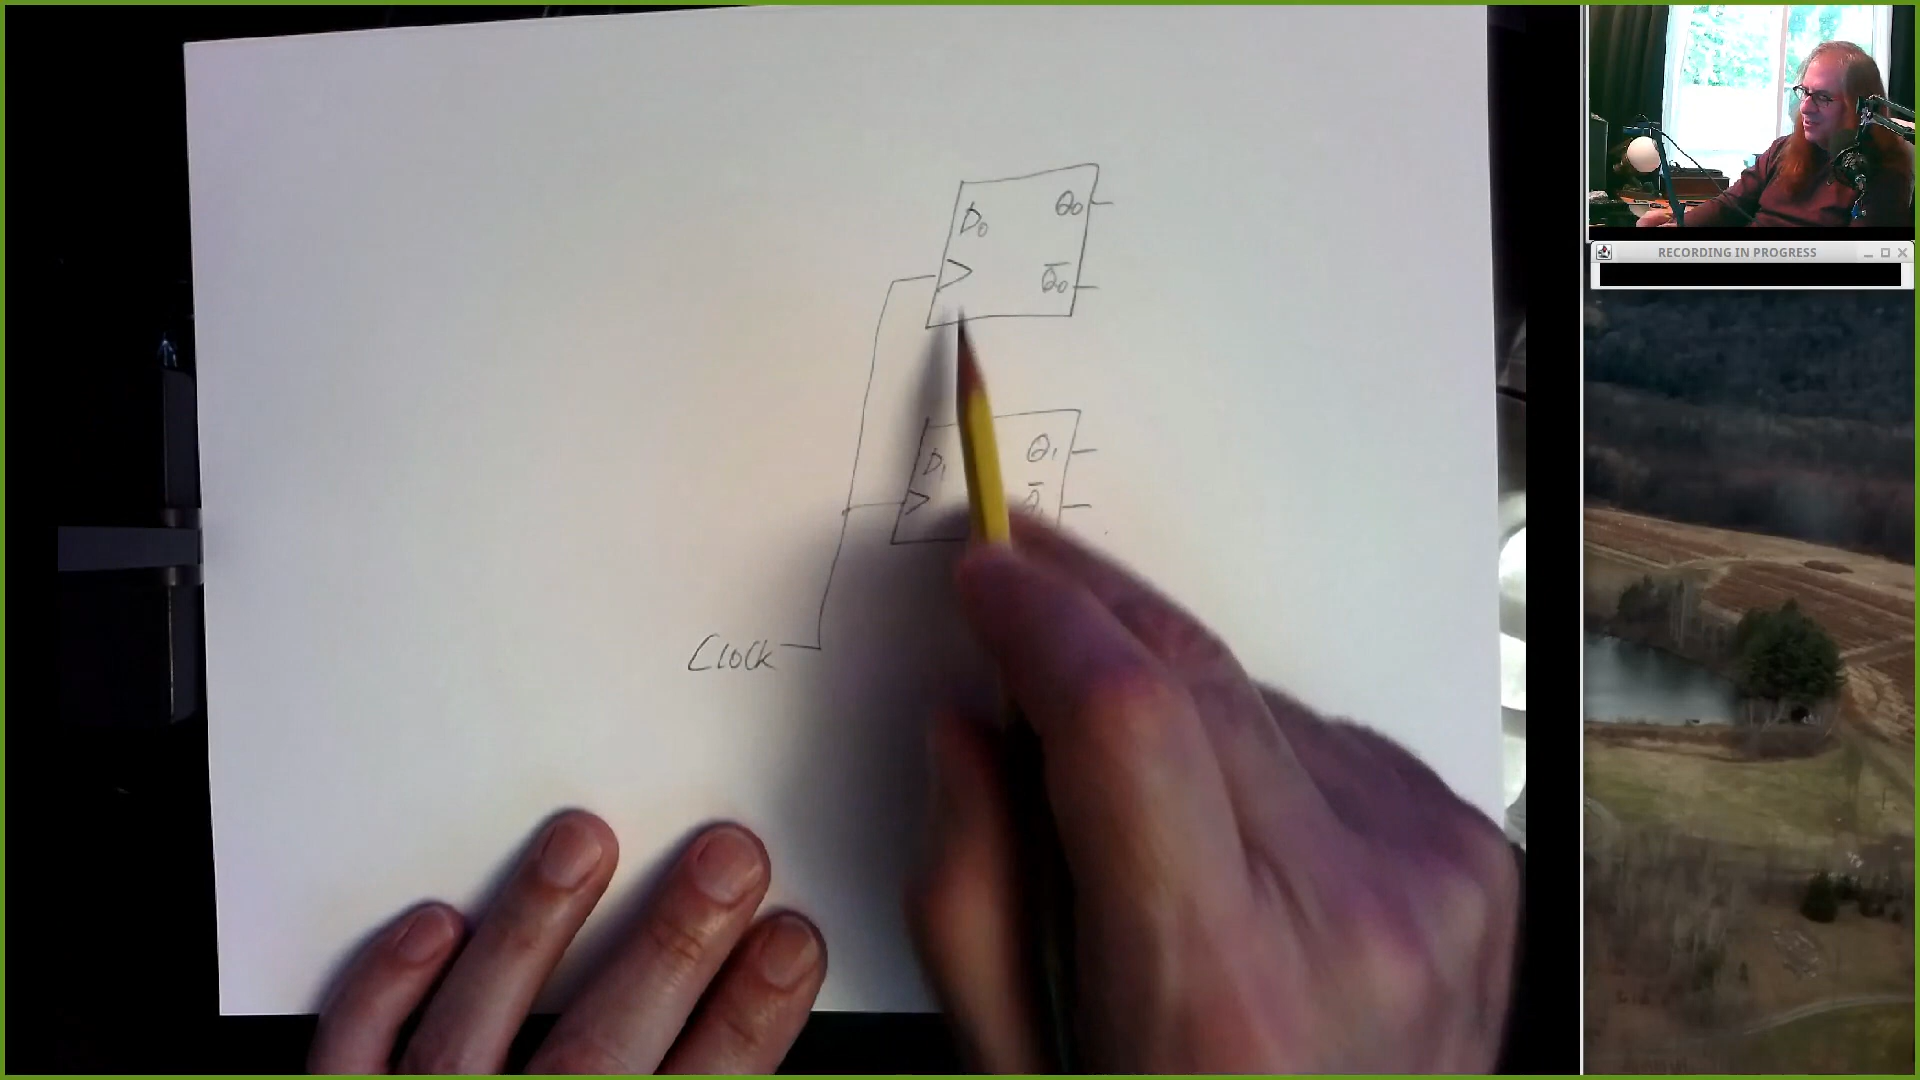 RECORDING IN PROGRESS
D₀ Q₀
Q̅₀
D₁ Q₁
Q̅₁
Clock